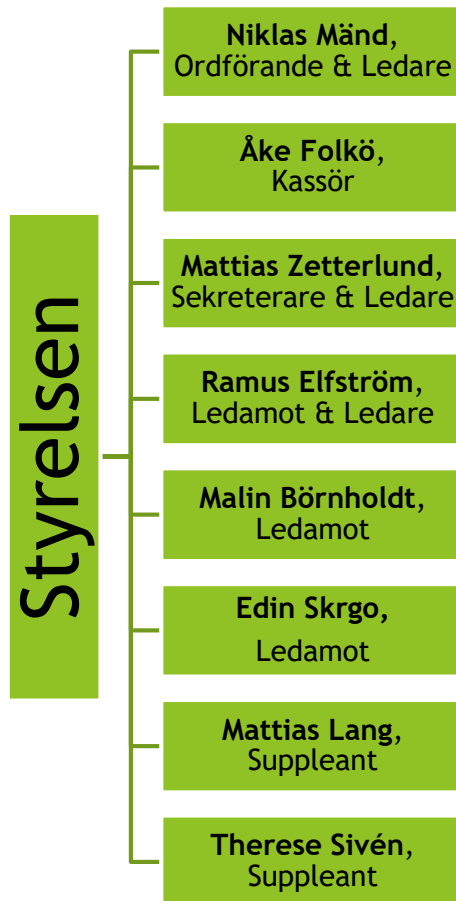 Styrelsen
Niklas Mänd,
Ordförande & Ledare
Åke Folkö,
Kassör
Mattias Zetterlund,
Sekreterare & Ledare
Ramus Elfström,
Ledamot & Ledare
Malin Börnholdt,
Ledamot
Edin Skrgo,
Ledamot
Mattias Lang,
Suppleant
Therese Sivén,
Suppleant